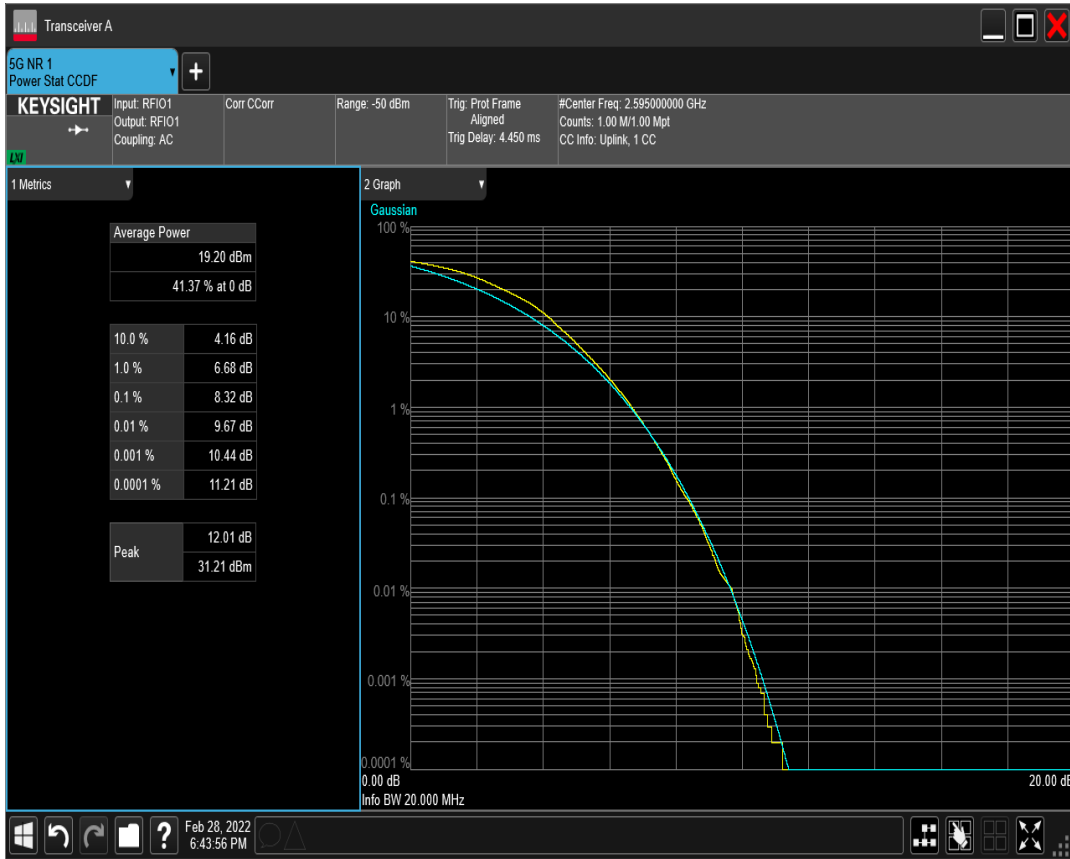 Transceiver A
5G NR 1
Power Stat CCDF
KEYSIGHT
LXI
Input: RFIO1
Output: RFIO1
Coupling: AC
Corr CCorr
Range: -50 dBm
Trig: Prot Frame
Aligned
Trig Delay: 4.450 ms
#Center Freq: 2.595000000 GHz
Counts: 1.00 M/1.00 Mpt
CC Info: Uplink, 1 CC
1 Metrics
Average Power
19.20 dBm
41.37 % at 0 dB
10.0 % 4.16 dB
1.0 % 6.68 dB
0.1 % 8.32 dB
0.01 % 9.67 dB
0.001 % 10.44 dB
0.0001 % 11.21 dB
Peak
12.01 dB
31.21 dBm
2 Graph
Gaussian
100 %
10 %
1 %
0.1 %
0.01 %
0.001 %
0.0001 %
0.00 dB 20.00 dB
Info BW 20.000 MHz
? Feb 28, 2022
6:43:56 PM